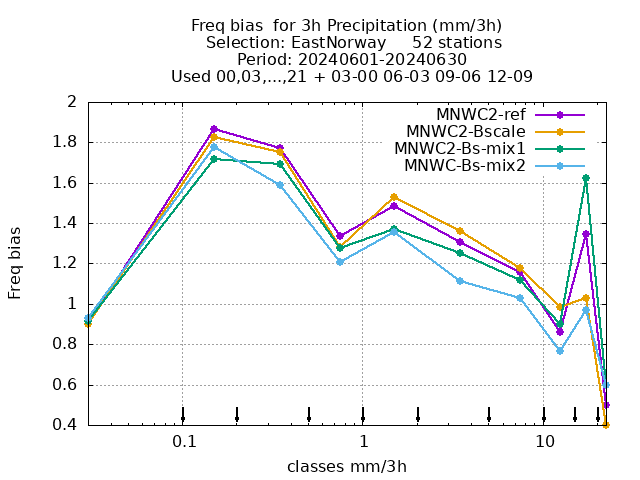 Freq bias  for 3h Precipitation (mm/3h)
Selection: EastNorway     52 stations
Period: 20240601-20240630
Used 00,03,...,21 + 03-00 06-03 09-06 12-09
MNWC2-ref
MNWC2-Bscale
MNWC2-Bs-mix1
MNWC-Bs-mix2
2
1.8
1.6
1.4
1.2
1
0.8
0.6
0.4
Freq bias
0.1 1 10
classes mm/3h